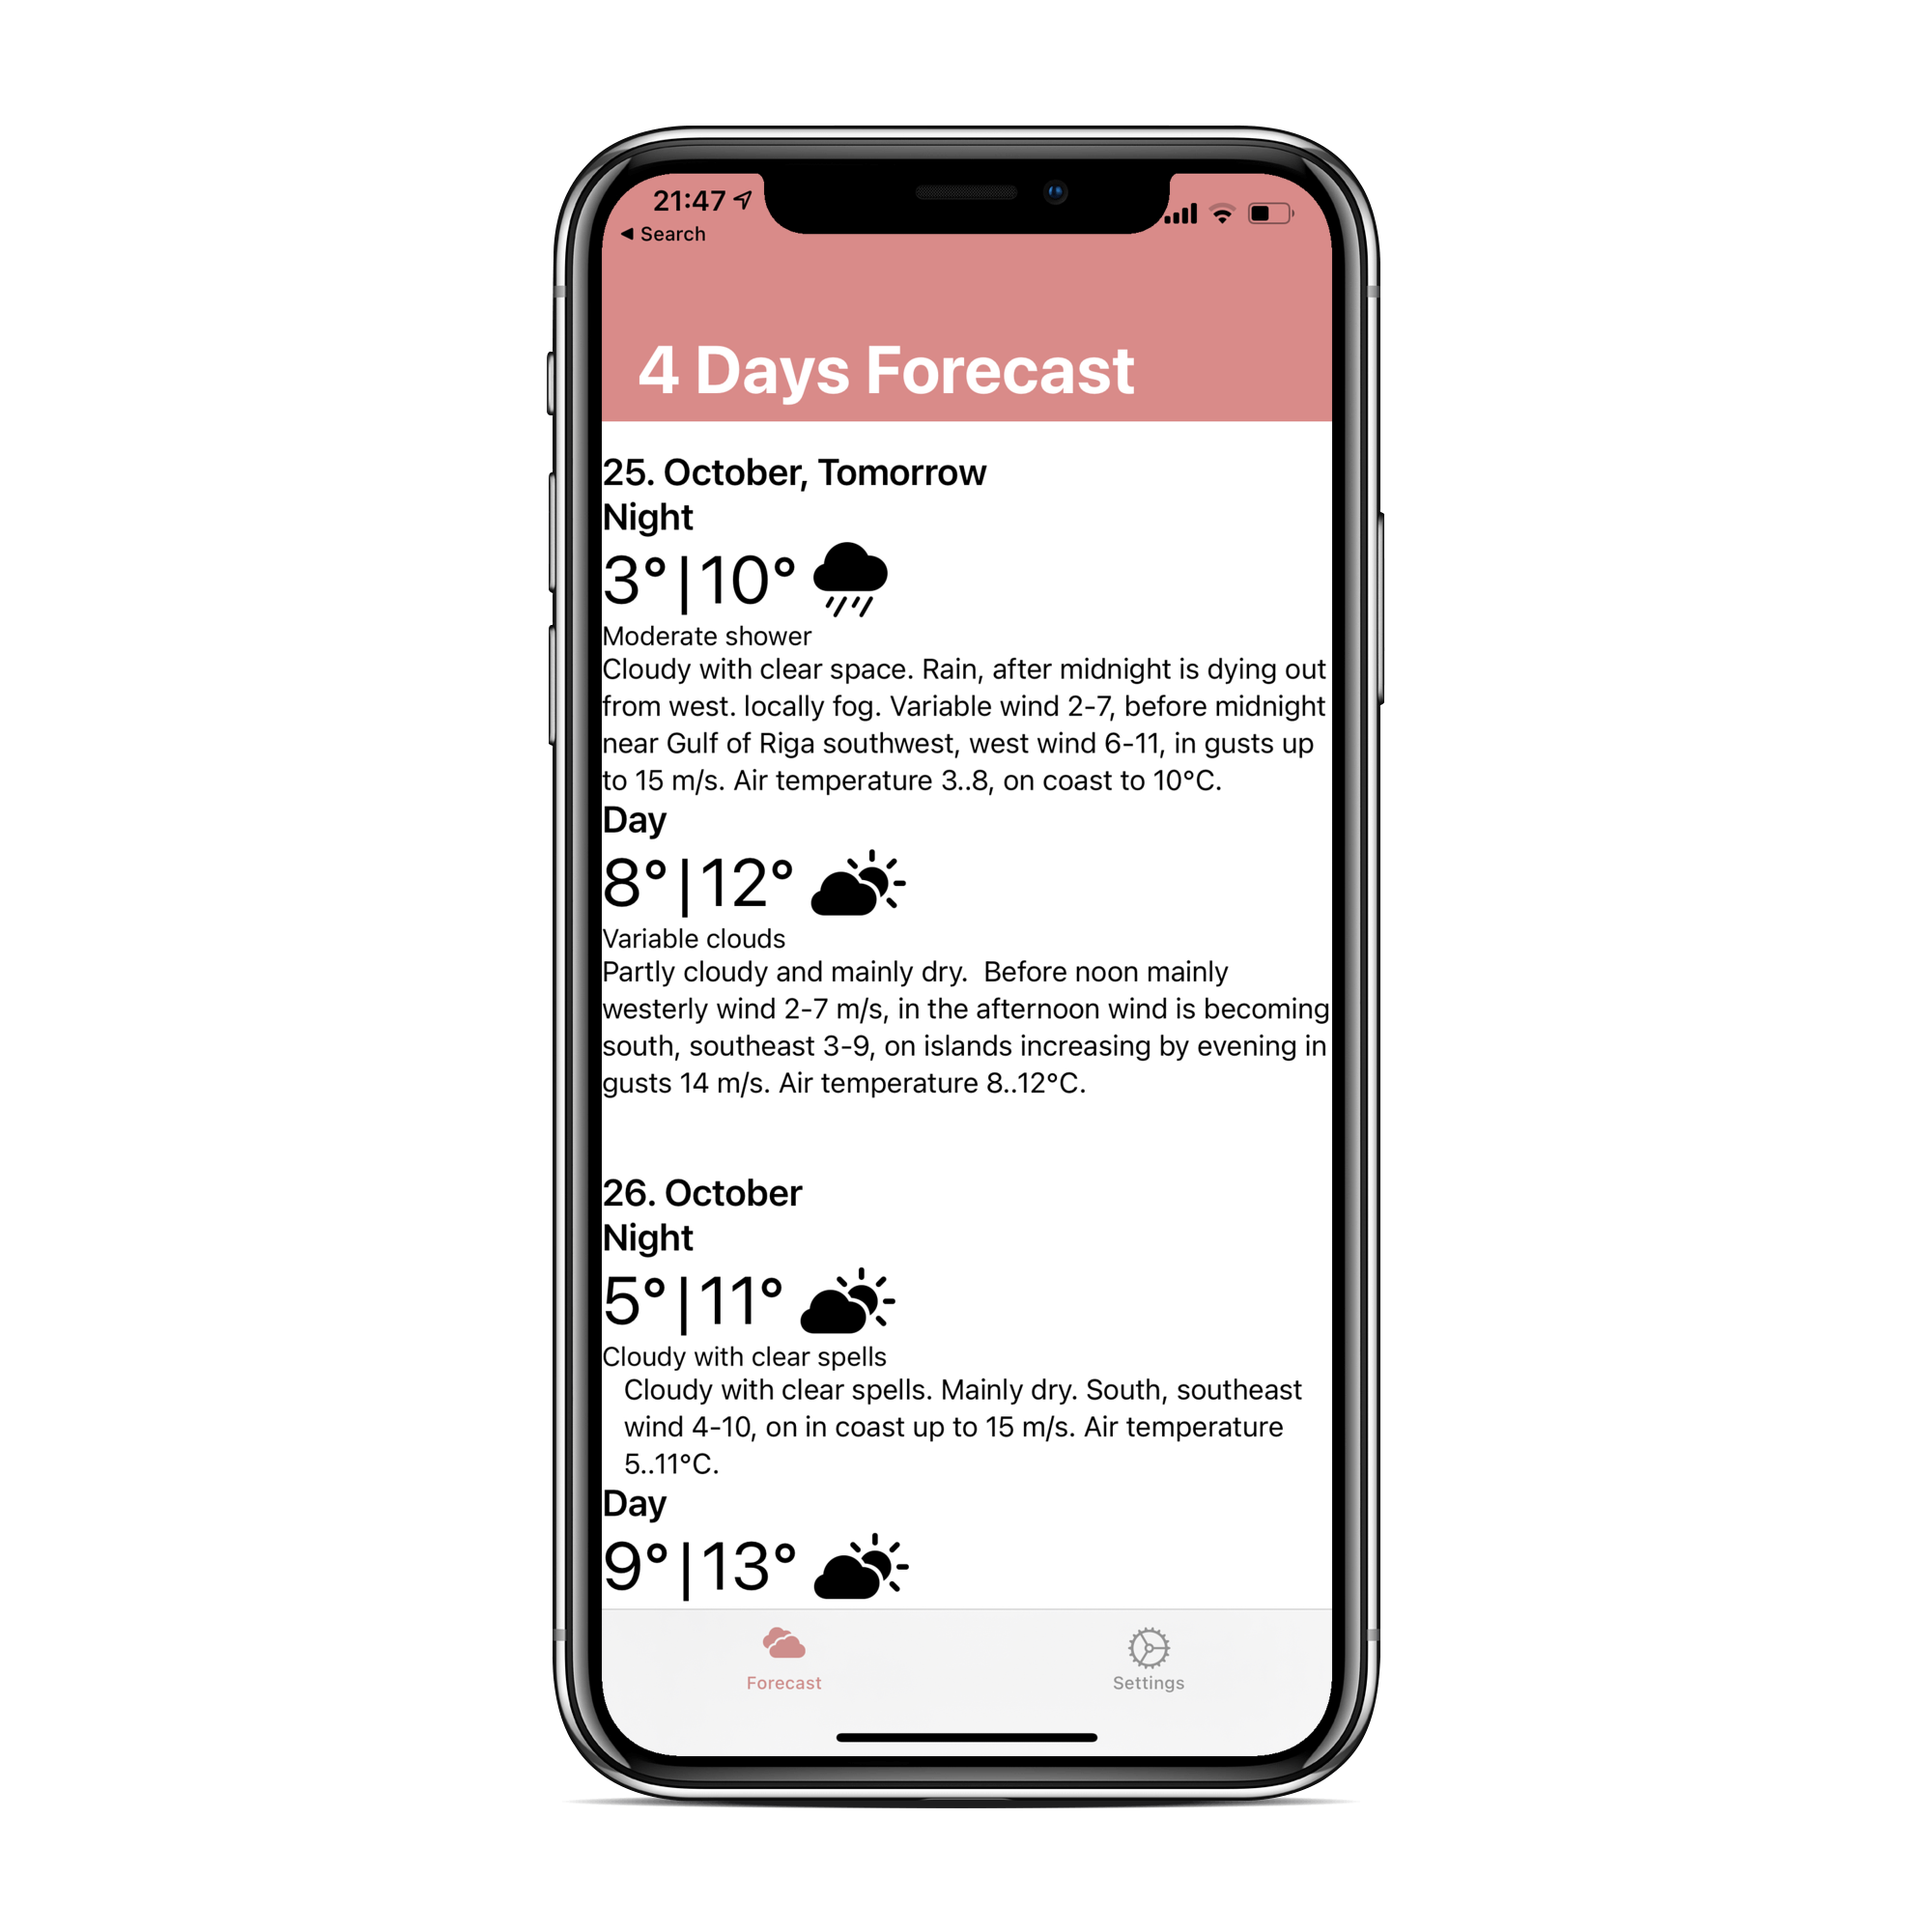 21:47
◀ Search
4 Days Forecast
25. October, Tomorrow
Night
3°|10°
Moderate shower
Cloudy with clear space. Rain, after midnight is dying out
from west. locally fog. Variable wind 2-7, before midnight
near Gulf of Riga southwest, west wind 6-11, in gusts up
to 15 m/s. Air temperature 3..8, on coast to 10°C.
Day
8°|12°
Variable clouds
Partly cloudy and mainly dry.  Before noon mainly
westerly wind 2-7 m/s, in the afternoon wind is becoming
south, southeast 3-9, on islands increasing by evening in
gusts 14 m/s. Air temperature 8..12°C.
26. October
Night
5°|11°
Cloudy with clear spells
Cloudy with clear spells. Mainly dry. South, southeast
wind 4-10, on in coast up to 15 m/s. Air temperature
5..11°C.
Day
9°|13°
Forecast
Settings